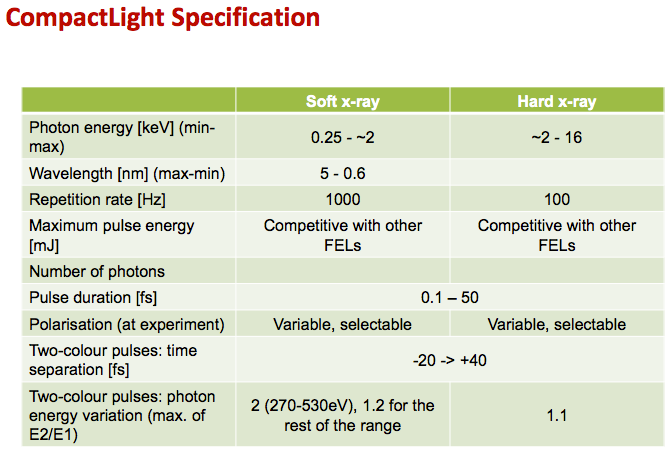 CompactLight Specification
Soft x-ray Hard x-ray
Photon energy [keV] (min-
max) 0.25 - ~2 ~2 - 16
Wavelength [nm] (max-min) 5 - 0.6
Repetition rate [Hz] 1000 100
Maximum pulse energy
[mJ] Competitive with other
FELs Competitive with other
FELs
Number of photons
Pulse duration [fs] 0.1 – 50
Polarisation (at experiment) Variable, selectable Variable, selectable
Two-colour pulses: time
separation [fs] -20 -> +40
Two-colour pulses: photon
energy variation (max. of
E2/E1) 2 (270-530eV), 1.2 for the
rest of the range 1.1